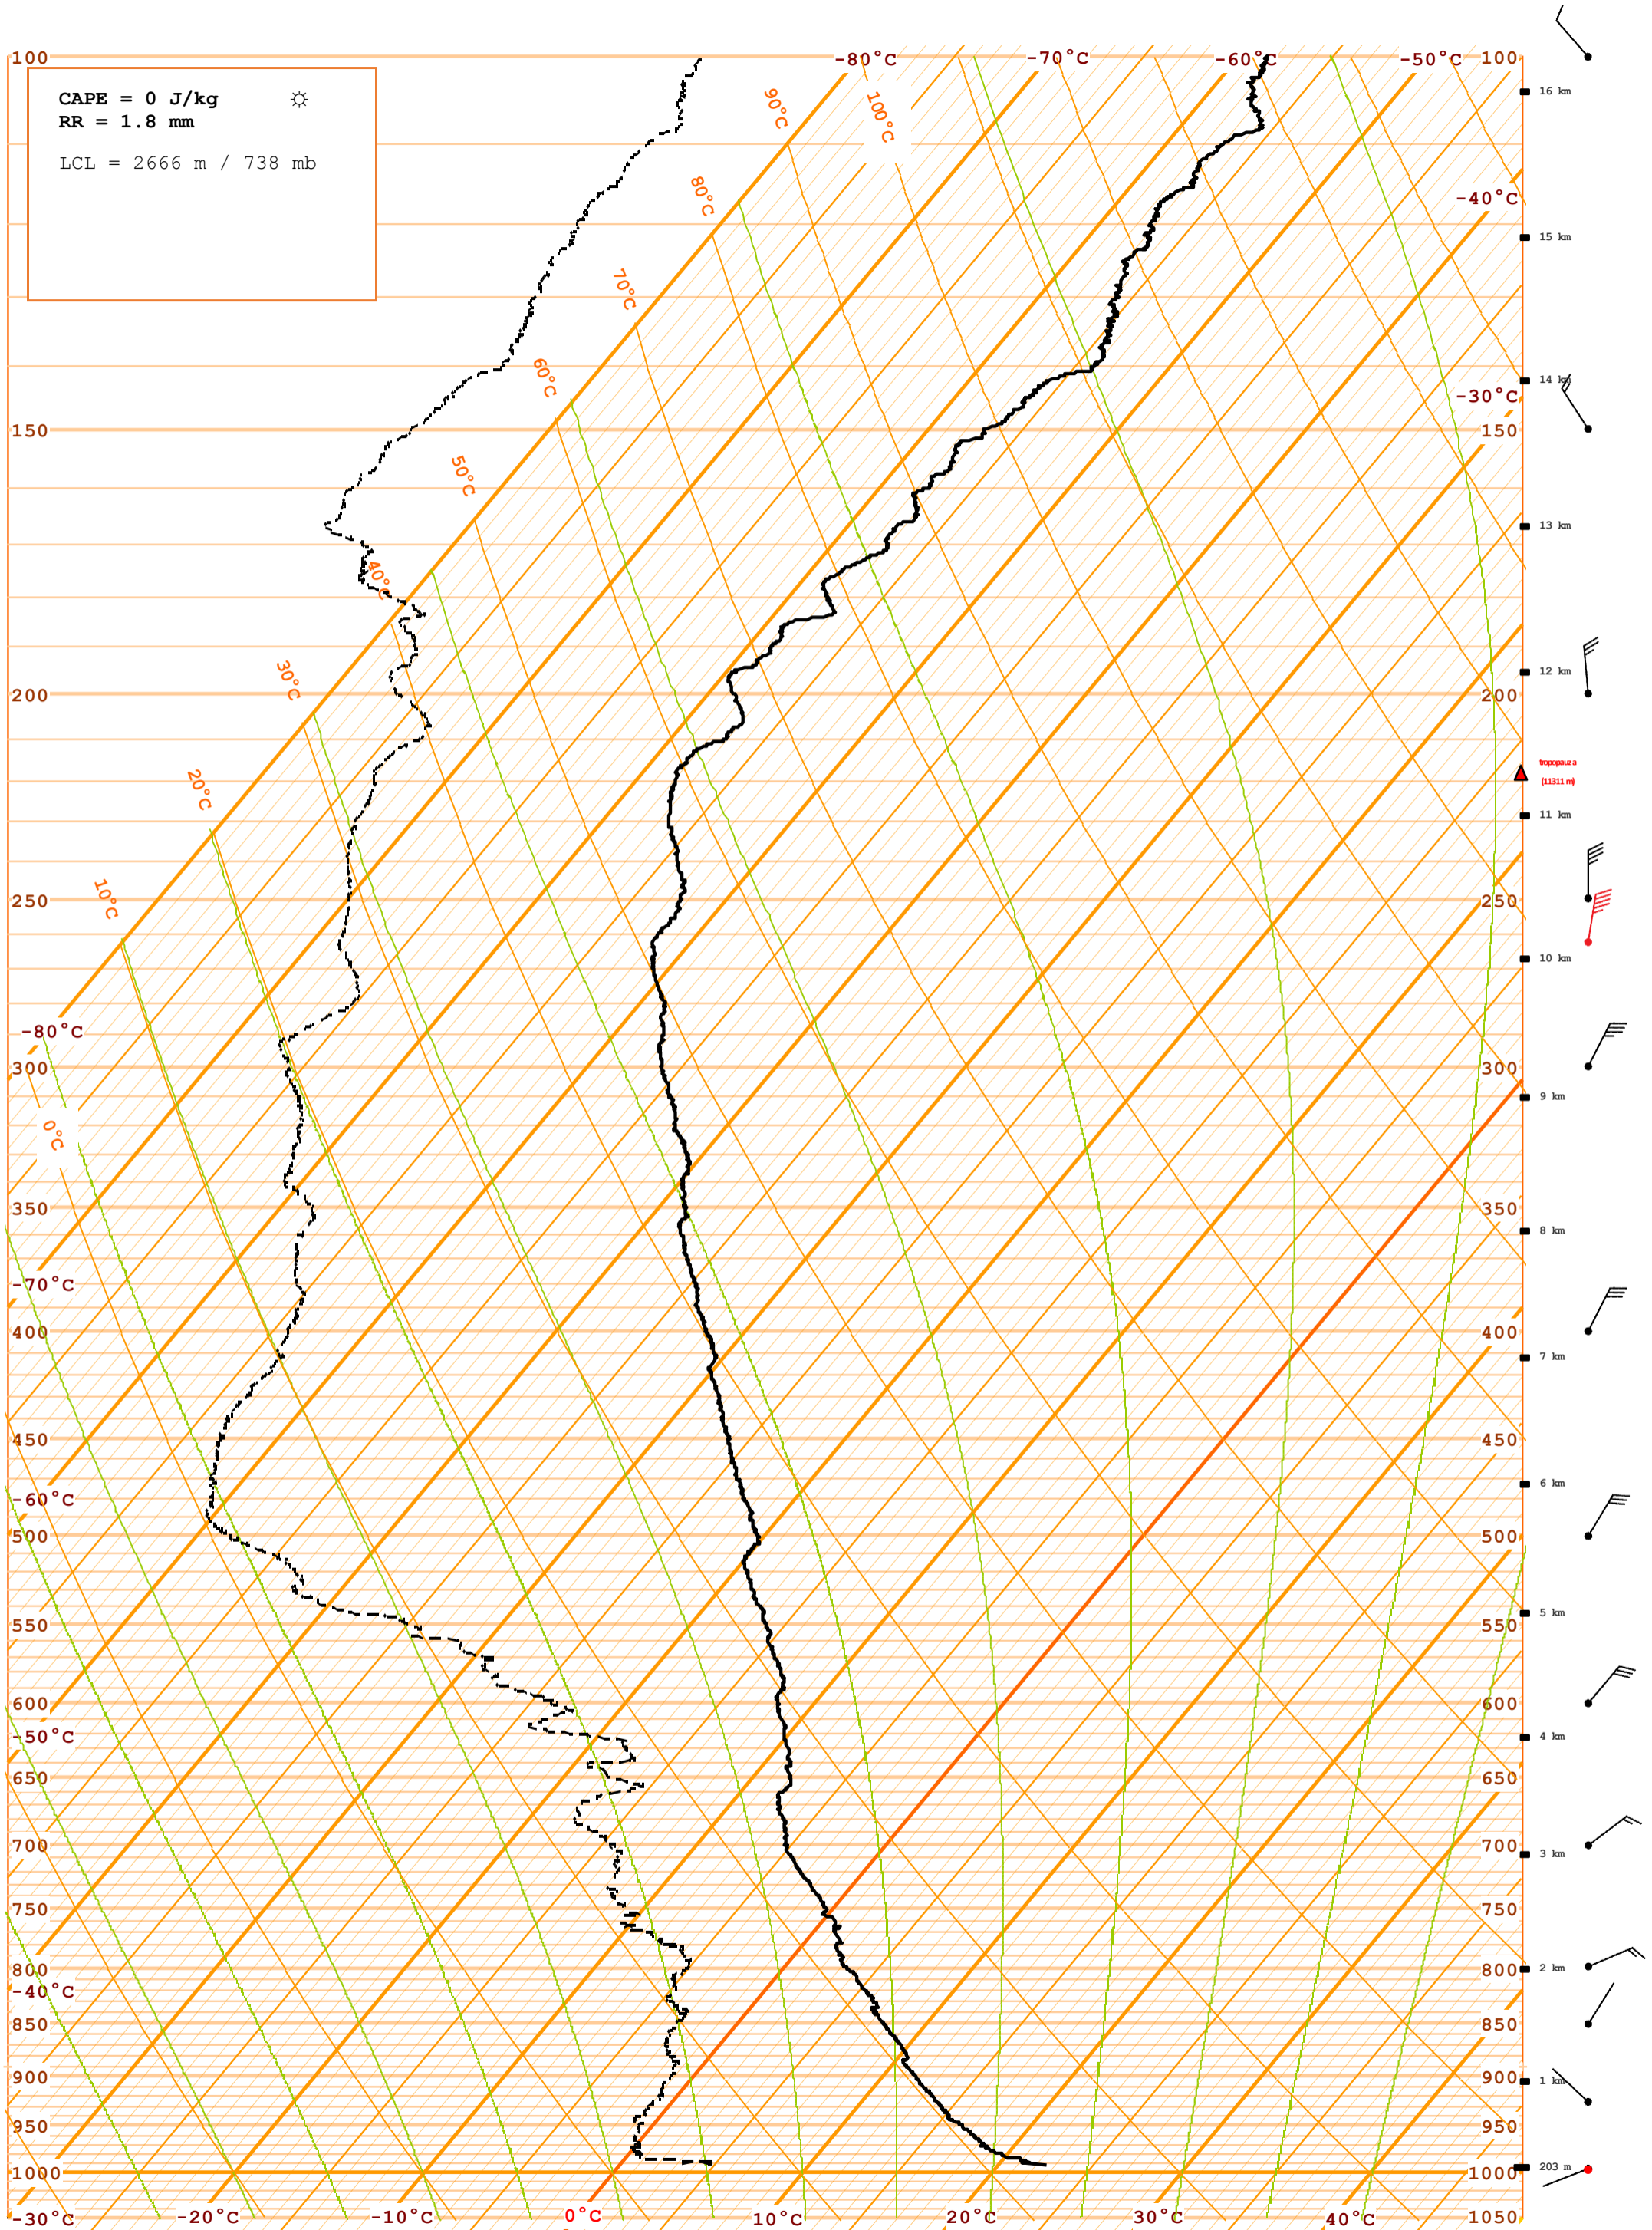 100 -80°C -70°C -60°C -50°C 100
CAPE = 0 J/kg ☼
RR = 1.8 mm
LCL = 2666 m / 738 mb
90°C 100°C
16 km
80°C
-40°C
15 km
70°C
60°C
14 km
-30°C
150 150
50°C
13 km
40°C
30°C
12 km
200 200
20°C
tropopauza
(11311 m)
11 km
10°C
250 250
10 km
-80°C
300 300
9 km
0°C
350 350
8 km
-70°C
400 400
7 km
450 450
6 km
-60°C
500 500
5 km
550 550
600 600
-50°C
4 km
650 650
700 700
3 km
750 750
800 800
2 km
-40°C
850 850
900 900
1 km
950 950
203 m
1000 1000
-30°C -20°C -10°C 0°C 10°C 20°C 30°C 40°C 1050